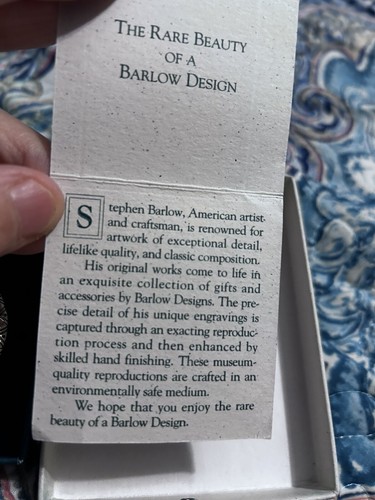 THE RARE BEAUTY
OF A
BARLOW DESIGN
Stephen Barlow, American artist
and craftsman, is renowned for
artwork of exceptional detail,
lifelike quality, and classic composition.
His original works come to life in
an exquisite collection of gifts and
accessories by Barlow Designs. The pre-
cise detail of his unique engravings is
captured through an exacting reproduc-
tion process and then enhanced by
skilled hand finishing. These museum-
quality reproductions are crafted in an
environmentally safe medium.
We hope that you enjoy the rare
beauty of a Barlow Design.